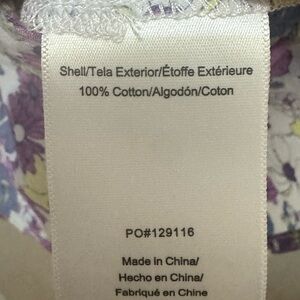 Shell/Tela Exterior/Étoffe Extérieure
100% Cotton/Algodón/Coton
PO#129116
Made in China/
Hecho en China/
Fabriqué en Chine